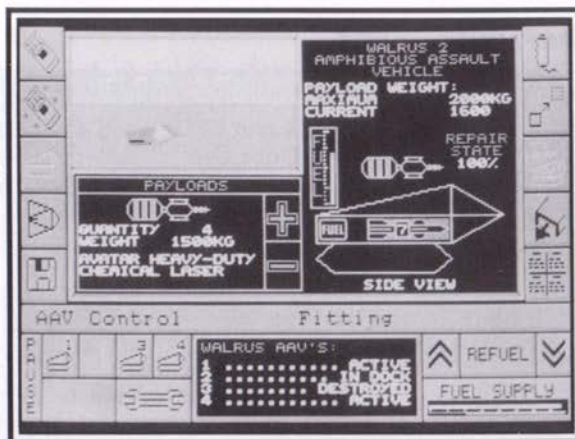 WALRUS 2
AMPHIBIOUS ASSAULT
VEHICLE
PAYLOAD WEIGHT:
MAXIMUM 2000KG
CURRENT 1600
FUEL
REPAIR
STATE
100%
PAYLOADS
QUANTITY 4
WEIGHT 1500KG
AVATAR HEAVY-DUTY
CHEMICAL LASER
FUEL
7
SIDE VIEW
AAV Control Fitting
PAUSE
1
3
4
WALRUS AAV'S:
1 ........... ACTIVE
2 ........... IN DOCK
3 ........... DESTROYED
4 ........... ACTIVE
REFUEL
FUEL SUPPLY